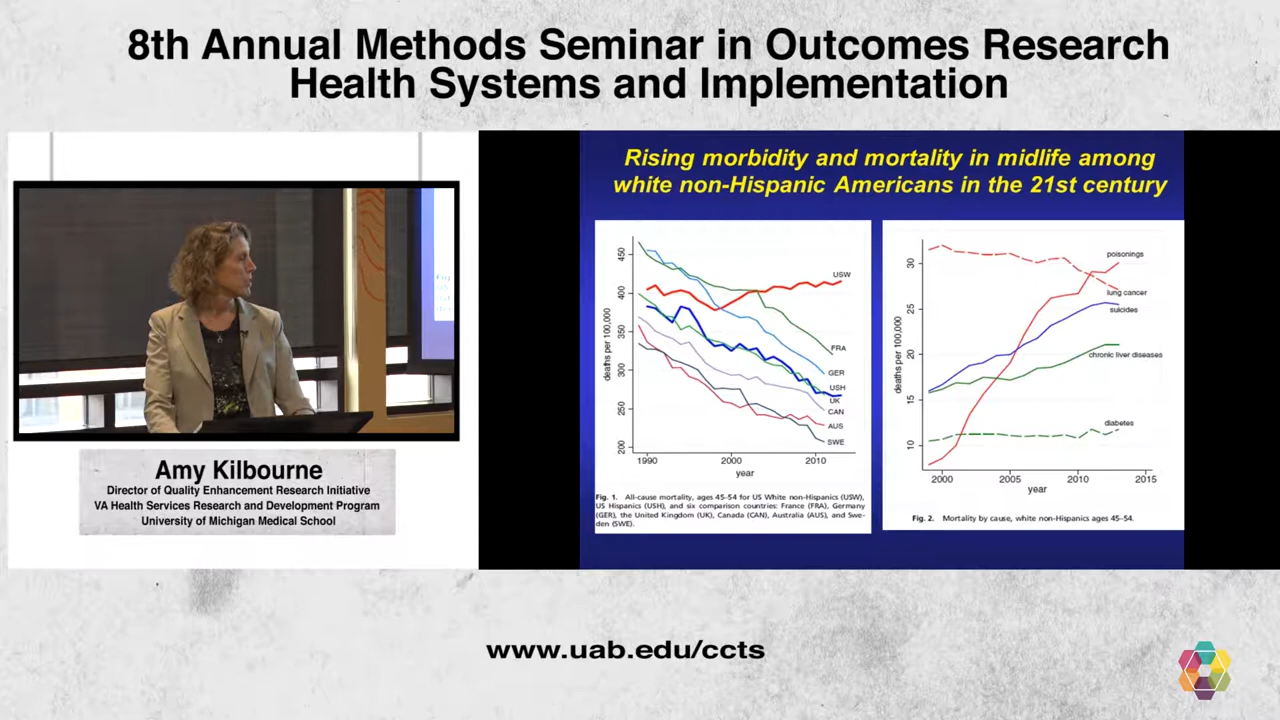 8th Annual Methods Seminar in Outcomes Research
Health Systems and Implementation
Rising morbidity and mortality in midlife among
white non-Hispanic Americans in the 21st century
450
400
350
300
250
200
deaths per 100,000
1990
2000
2010
year
USW
FRA
GER
USH
UK
CAN
AUS
SWE
Fig. 1. All-cause mortality, ages 45–54 for US White non-Hispanics (USW),
US Hispanics (USH), and six comparison countries: France (FRA), Germany
(GER), the United Kingdom (UK), Canada (CAN), Australia (AUS), and Swe-
den (SWE).
30
25
20
15
10
deaths per 100,000
2000
2005
2010
2015
year
poisonings
lung cancer
suicides
chronic liver diseases
diabetes
Fig. 2. Mortality by cause, white non-Hispanics ages 45–54.
Amy Kilbourne
Director of Quality Enhancement Research Initiative
VA Health Services Research and Development Program
University of Michigan Medical School
www.uab.edu/ccts